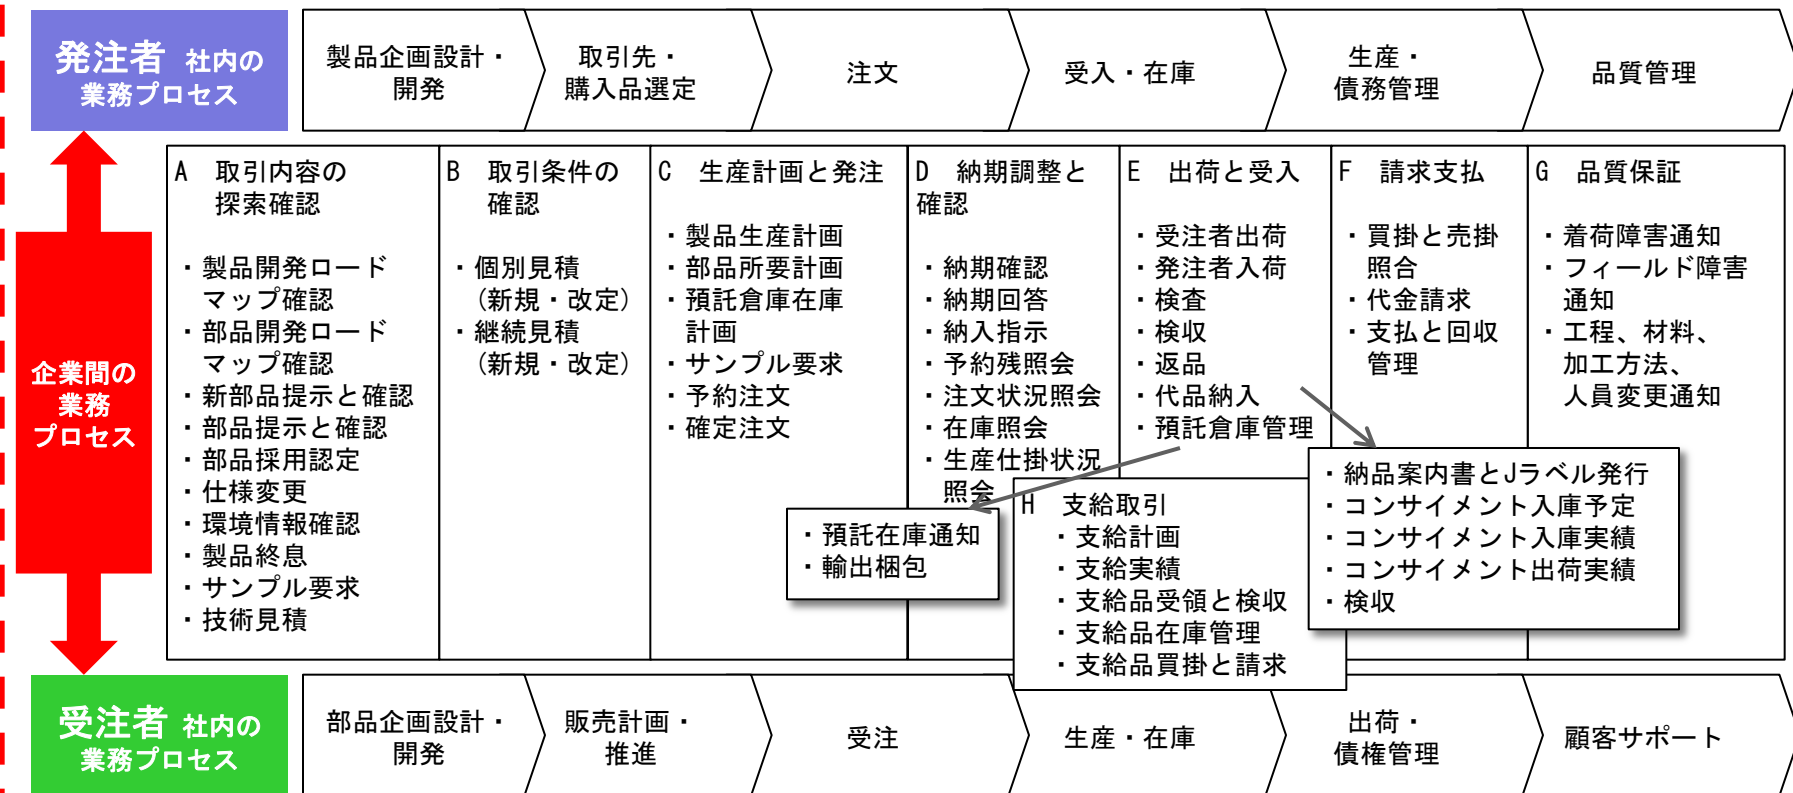 発注者 社内の
業務プロセス
製品企画設計・
開発
取引先・
購入品選定
注文
受入・在庫
生産・
債務管理
品質管理
企業間の
業務
プロセス
A 取引内容の
探索確認
・製品開発ロード
マップ確認
・部品開発ロード
マップ確認
・新部品提示と確認
・部品提示と確認
・部品採用認定
・仕様変更
・環境情報確認
・製品終息
・サンプル要求
・技術見積
B 取引条件の
確認
・個別見積
(新規・改定)
・継続見積
(新規・改定)
C 生産計画と発注
・製品生産計画
・部品所要計画
・預託倉庫在庫
計画
・サンプル要求
・予約注文
・確定注文
D 納期調整と
確認
・納期確認
・納期回答
・納入指示
・予約残照会
・注文状況照会
・在庫照会
・生産仕掛状況
照会
E 出荷と受入
・受注者出荷
・発注者入荷
・検査
・検収
・返品
・代品納入
・預託倉庫管理
F 請求支払
・買掛と売掛
照合
・代金請求
・支払と回収
管理
G 品質保証
・着荷障害通知
・フィールド障害
通知
・工程、材料、
加工方法、
人員変更通知
・預託在庫通知
・輸出梱包
H 支給取引
・支給計画
・支給実績
・支給品受領と検収
・支給品在庫管理
・支給品買掛と請求
・納品案内書とJラベル発行
・コンサイメント入庫予定
・コンサイメント入庫実績
・コンサイメント出荷実績
・検収
受注者 社内の
業務プロセス
部品企画設計・
開発
販売計画・
推進
受注
生産・在庫
出荷・
債権管理
顧客サポート